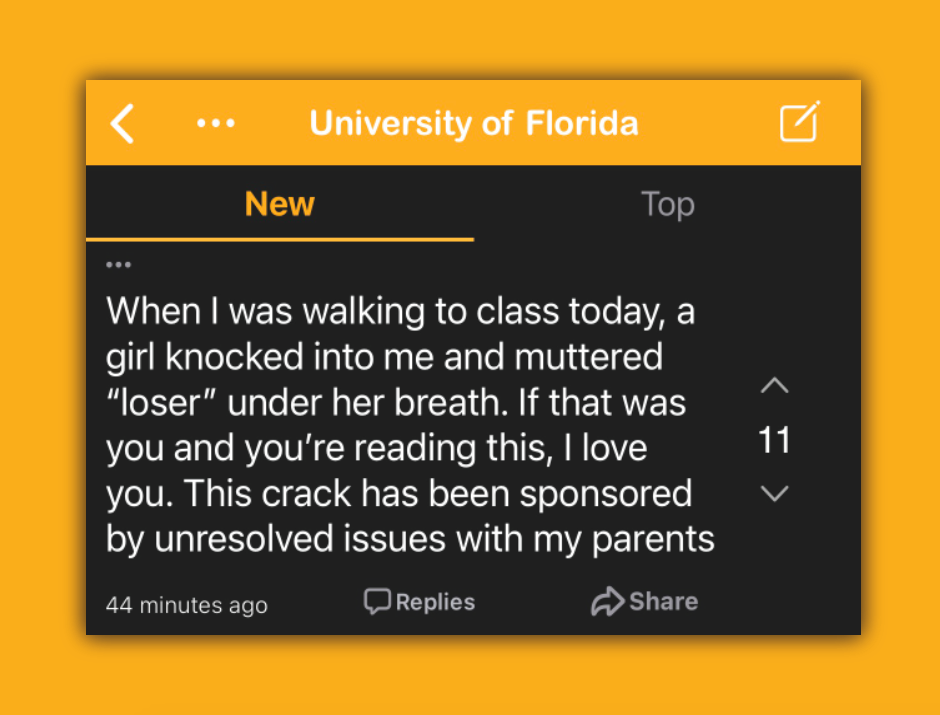 University of Florida
New Top
When I was walking to class today, a
girl knocked into me and muttered
“loser” under her breath. If that was
you and you’re reading this, I love
you. This crack has been sponsored
by unresolved issues with my parents
11
44 minutes ago Replies Share